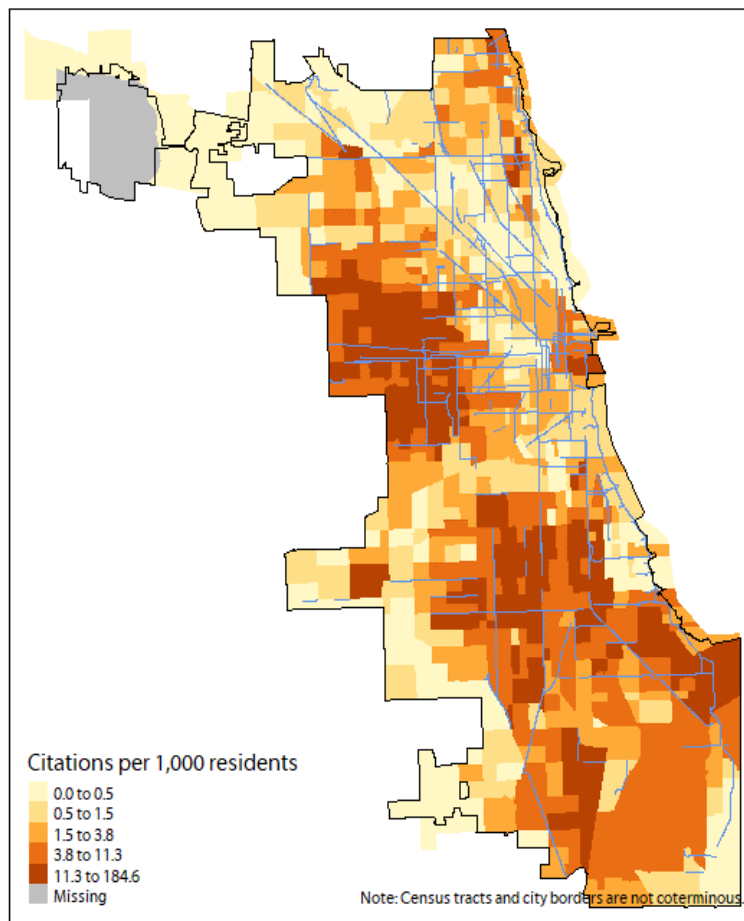 Citations per 1,000 residents
0.0 to 0.5
0.5 to 1.5
1.5 to 3.8
3.8 to 11.3
11.3 to 184.6
Missing
Note: Census tracts and city borders are not coterminous.